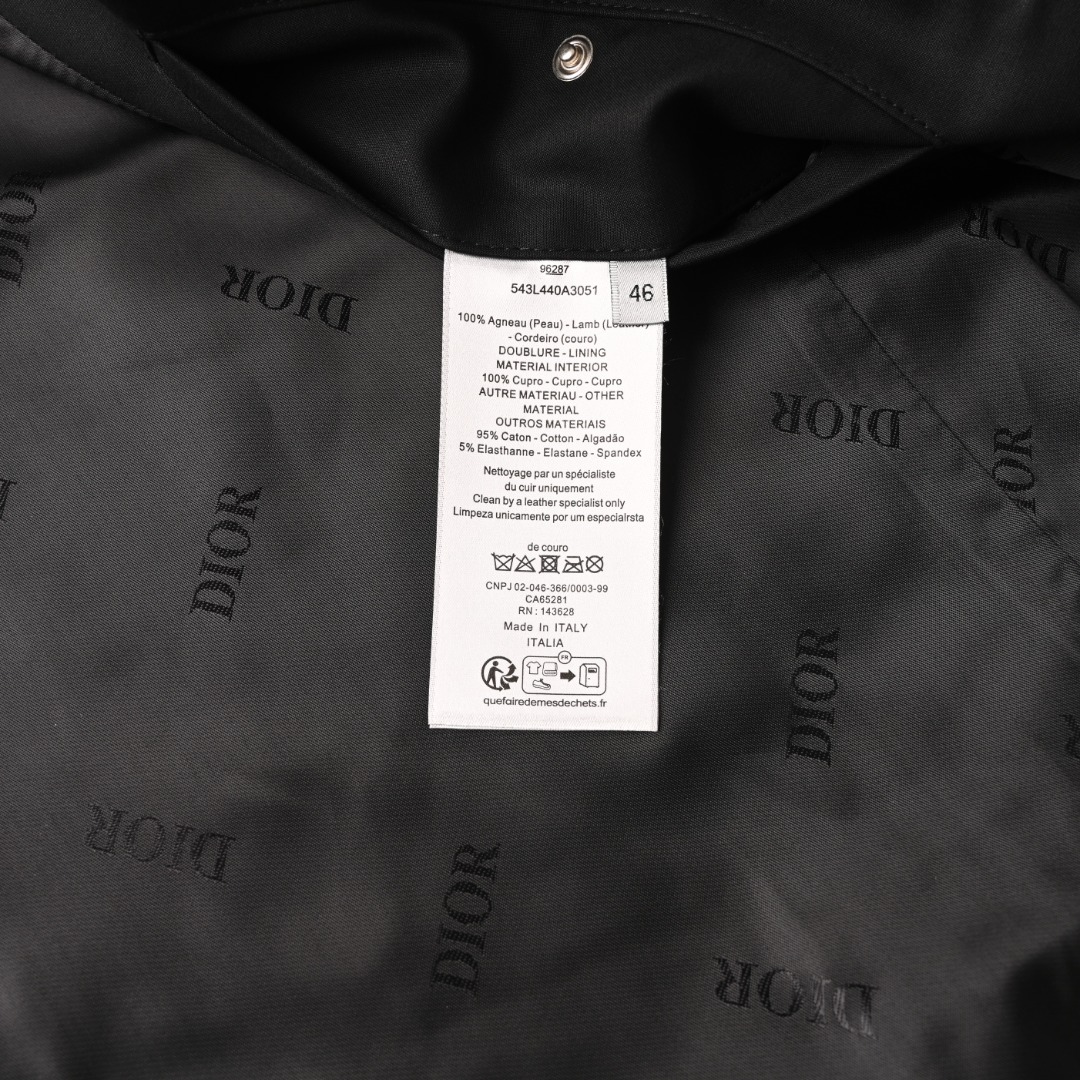 DIOR
DIOR
DIOR
96287
543L440A3051
46
100% Agneau (Peau) - Lamb (Leather)
- Cordeiro (couro)
DOUBLURE - LINING
MATERIAL INTERIOR
100% Cupro - Cupro - Cupro
AUTRE MATERIAU - OTHER
MATERIAL
OUTROS MATERIAIS
95% Caton - Cotton - Algadão
5% Elasthanne - Elastane - Spandex
Nettoyage par un spécialiste
du cuir uniquement
Clean by a leather specialist only
Limpeza unicamente por um especialrsta
de couro
CNPJ 02-046-366/0003-99
CA65281
RN : 143628
Made In ITALY
ITALIA
FR
quefairedemesdechets.fr
DIOR
DIOR
DIOR
DIOR
DIOR
DIOR
DIOR